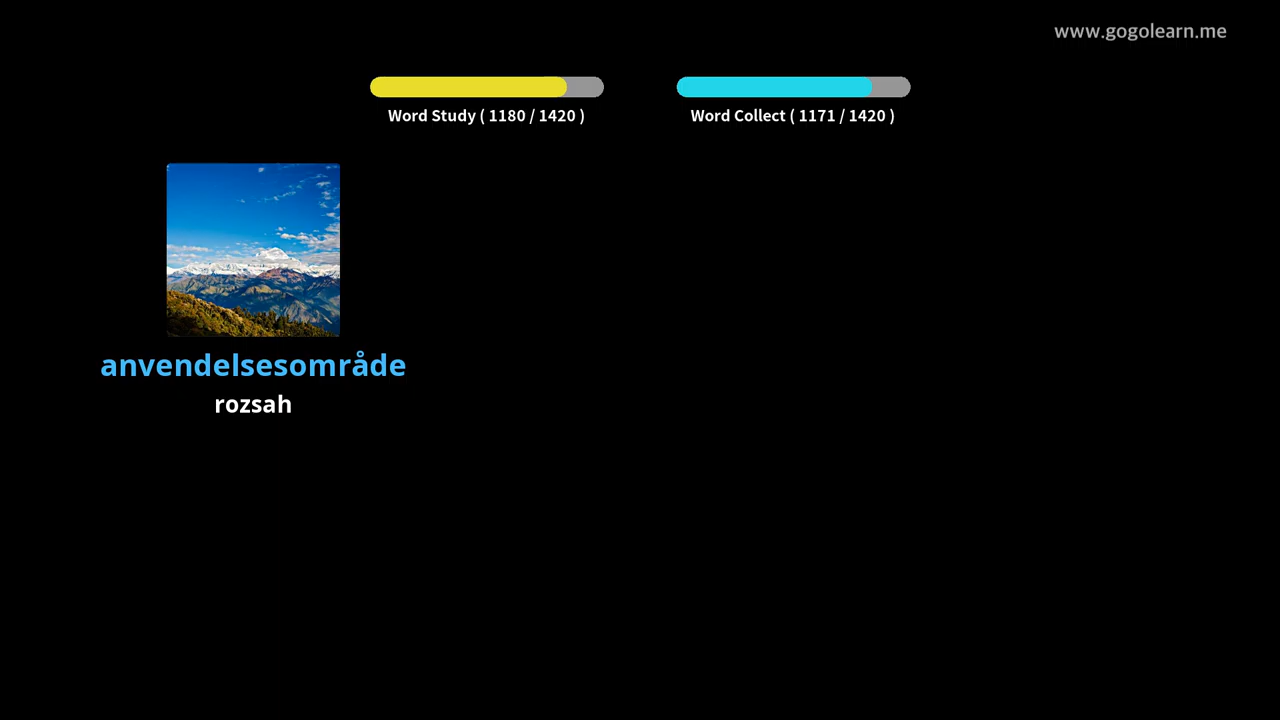 www.gogolearn.me
Word Study ( 1180 / 1420 )
Word Collect ( 1171 / 1420 )
anvendelsesområde
rozsah